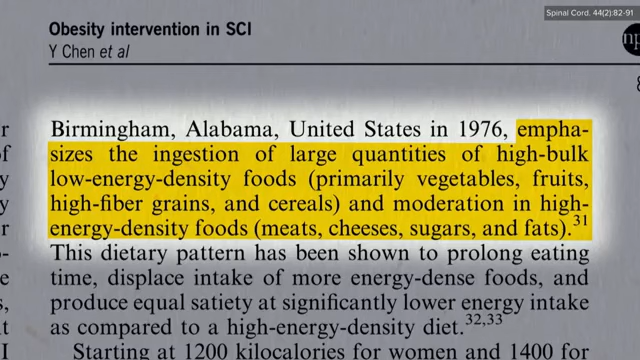 Spinal Cord. 44(2):82-91
Obesity intervention in SCI
Y Chen et al
Birmingham, Alabama, United States in 1976, empha-
sizes the ingestion of large quantities of high-bulk
low-energy-density foods (primarily vegetables, fruits,
high-fiber grains, and cereals) and moderation in high-
energy-density foods (meats, cheeses, sugars, and fats).31
This dietary pattern has been shown to prolong eating
time, displace intake of more energy-dense foods, and
produce equal satiety at significantly lower energy intake
as compared to a high-energy-density diet.32,33
Starting at 1200 kilocalories for women and 1400 for